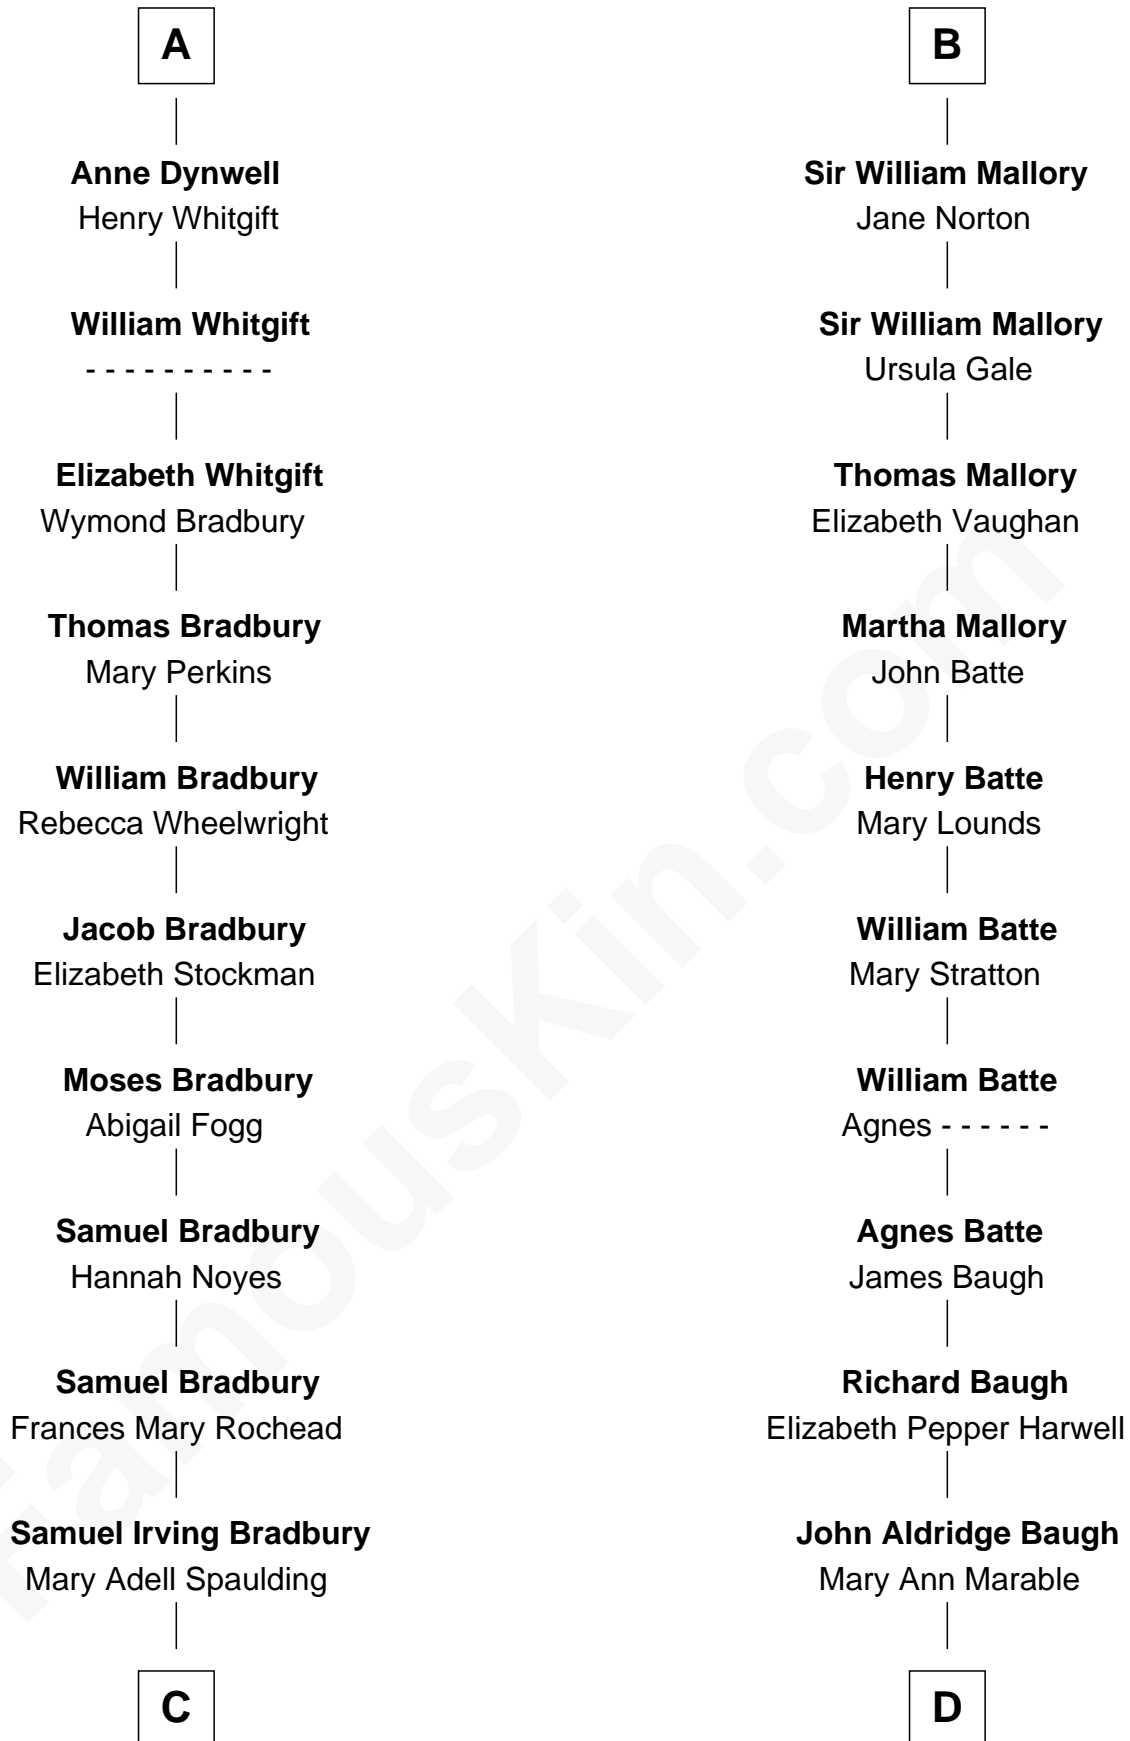 A
Anne Dynwell
Henry Whitgift
William Whitgift
- - - - - - - - - -
Elizabeth Whitgift
Wymond Bradbury
Thomas Bradbury
Mary Perkins
William Bradbury
Rebecca Wheelwright
Jacob Bradbury
Elizabeth Stockman
Moses Bradbury
Abigail Fogg
Samuel Bradbury
Hannah Noyes
Samuel Bradbury
Frances Mary Rochead
Samuel Irving Bradbury
Mary Adell Spaulding
C
B
Sir William Mallory
Jane Norton
Sir William Mallory
Ursula Gale
Thomas Mallory
Elizabeth Vaughan
Martha Mallory
John Batte
Henry Batte
Mary Lounds
William Batte
Mary Stratton
William Batte
Agnes - - - - - -
Agnes Batte
James Baugh
Richard Baugh
Elizabeth Pepper Harwell
John Aldridge Baugh
Mary Ann Marable
D
FamousKin.com